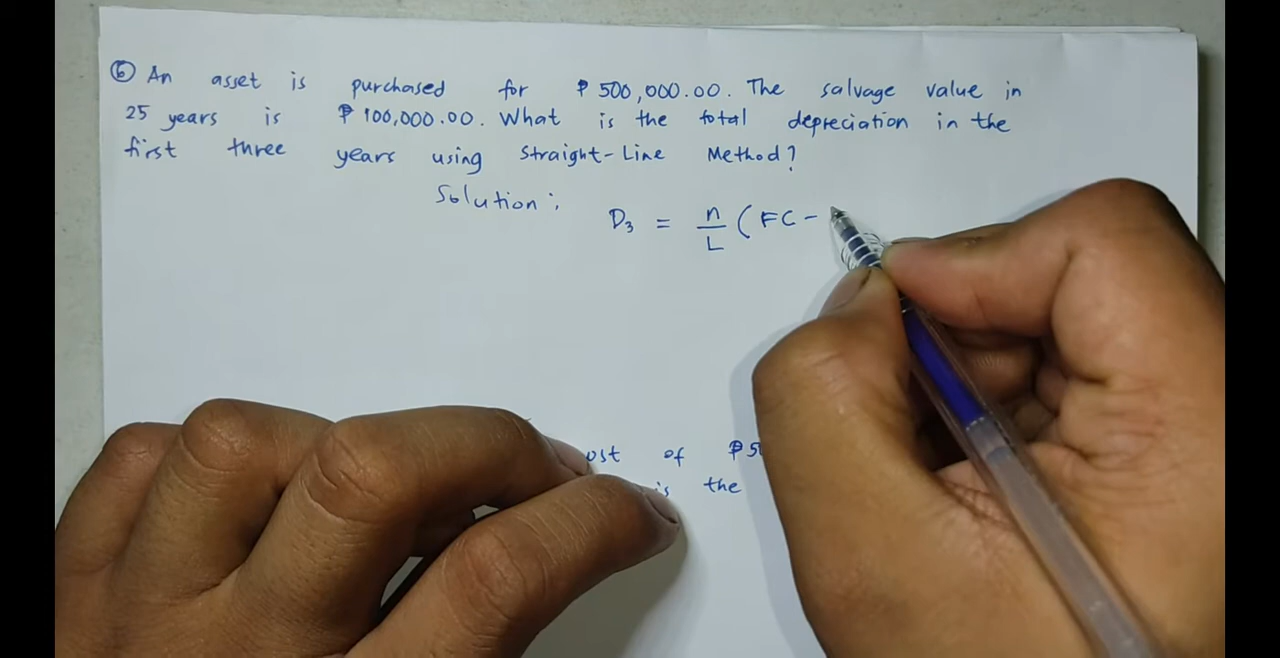 ⑥ An asset is purchased for ₱ 500,000.00. The salvage value in
25 years is ₱ 100,000.00. What is the total depreciation in the
first three years using Straight-Line Method?
Solution:
D₃ = n/L (FC -
of ₱
is the